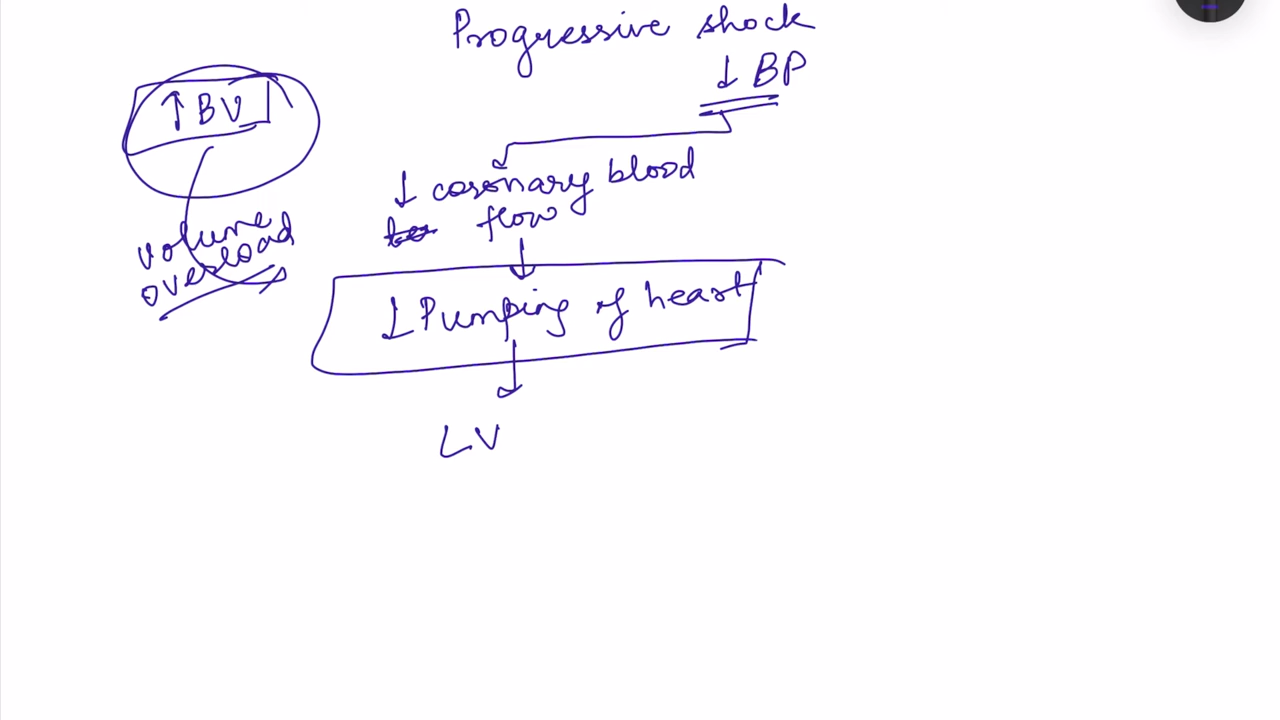 Progressive shock
↓ BP
↑ BV
↓ coronary blood
flow
volume
overload
↓ Pumping of heart
LV